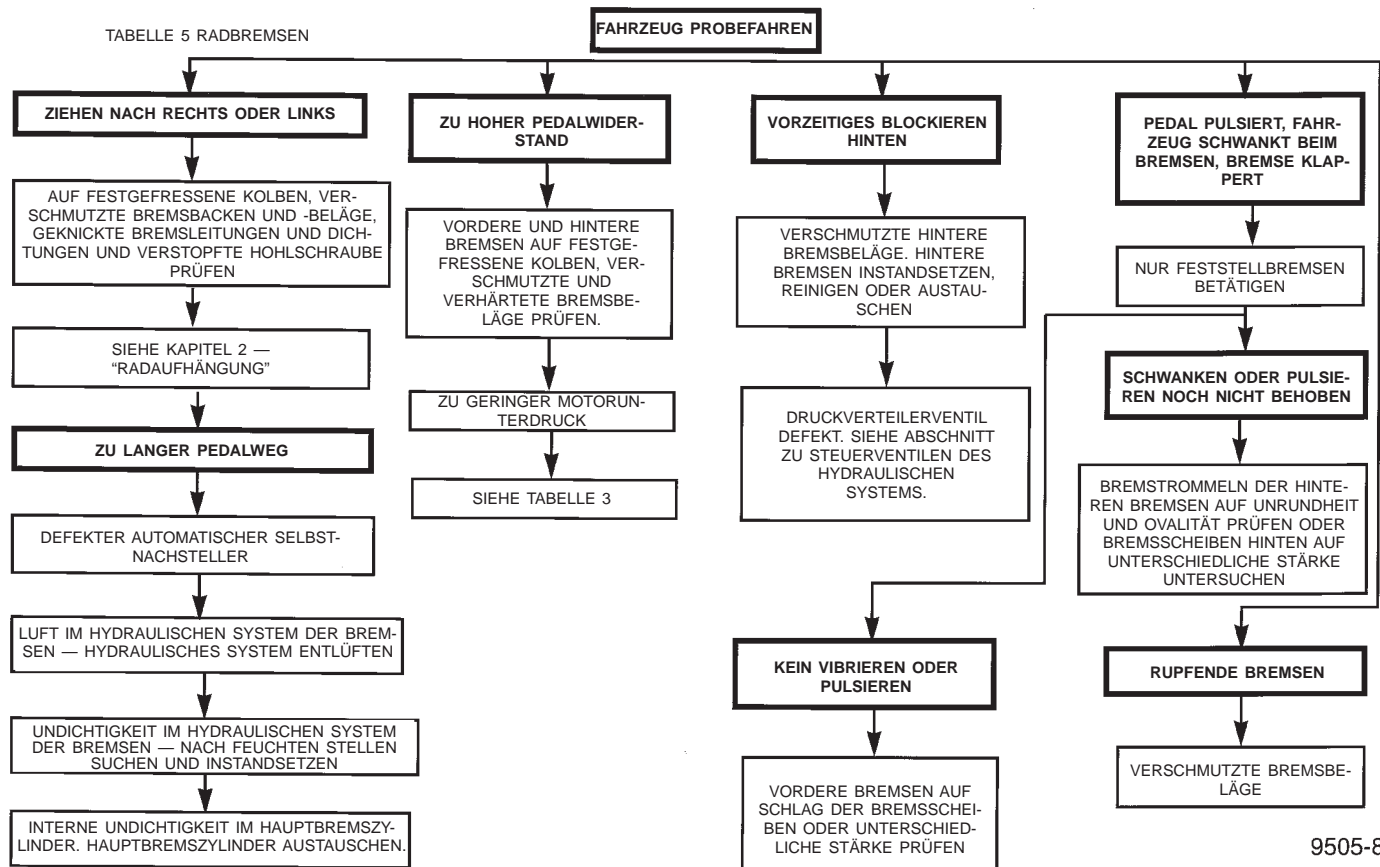 TABELLE 5 RADBREMSEN
FAHRZEUG PROBEFAHREN
ZIEHEN NACH RECHTS ODER LINKS
AUF FESTGEFRESSENE KOLBEN, VER-
SCHMUTZTE BREMSBACKEN UND -BELÄGE,
GEKNICKTE BREMSLEITUNGEN UND DICH-
TUNGEN UND VERSTOPFTE HOHLSCHRAUBE
PRÜFEN
SIEHE KAPITEL 2 —
“RADAUFHÄNGUNG”
ZU LANGER PEDALWEG
DEFEKTER AUTOMATISCHER SELBST-
NACHSTELLER
LUFT IM HYDRAULISCHEN SYSTEM DER BREM-
SEN — HYDRAULISCHES SYSTEM ENTLÜFTEN
UNDICHTIGKEIT IM HYDRAULISCHEN SYSTEM
DER BREMSEN — NACH FEUCHTEN STELLEN
SUCHEN UND INSTANDSETZEN
INTERNE UNDICHTIGKEIT IM HAUPTBREMSZY-
LINDER. HAUPTBREMSZYLINDER AUSTAUSCHEN.
ZU HOHER PEDALWIDER-
STAND
VORDERE UND HINTERE
BREMSEN AUF FESTGE-
FRESSENE KOLBEN, VER-
SCHMUTZTE UND
VERHÄRTETE BREMSBE-
LÄGE PRÜFEN.
ZU GERINGER MOTORUN-
TERDRUCK
SIEHE TABELLE 3
VORZEITIGES BLOCKIEREN
HINTEN
VERSCHMUTZTE HINTERE
BREMSBELÄGE. HINTERE
BREMSEN INSTANDSETZEN,
REINIGEN ODER AUSTAU-
SCHEN
DRUCKVERTEILERVENTIL
DEFEKT. SIEHE ABSCHNITT
ZU STEUERVENTILEN DES
HYDRAULISCHEN
SYSTEMS.
PEDAL PULSIERT, FAHR-
ZEUG SCHWANKT BEIM
BREMSEN, BREMSE KLAP-
PERT
NUR FESTSTELLBREMSEN
BETÄTIGEN
SCHWANKEN ODER PULSIE-
REN NOCH NICHT BEHOBEN
BREMSTROMMELN DER HINTE-
REN BREMSEN AUF UNRUNDHEIT
UND OVALITÄT PRÜFEN ODER
BREMSSCHEIBEN HINTEN AUF
UNTERSCHIEDLICHE STÄRKE
UNTERSUCHEN
KEIN VIBRIEREN ODER
PULSIEREN
VORDERE BREMSEN AUF
SCHLAG DER BREMSSCHEI-
BEN ODER UNTERSCHIED-
LICHE STÄRKE PRÜFEN
RUPFENDE BREMSEN
VERSCHMUTZTE BREMSBE-
LÄGE
9505-8